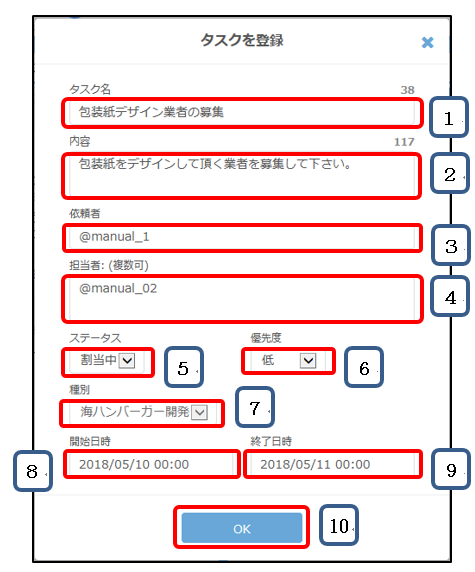 タスクを登録
×
タスク名 38
包装紙デザイン業者の募集
1
内容 117
包装紙をデザインして頂く業者を募集して下さい。
2
依頼者
@manual_1
3
担当者: (複数可)
@manual_02
4
ステータス 優先度
割当中 5 低 6
種別
海ハンバーガー開発 7
開始日時 終了日時
8 2018/05/10 00:00 2018/05/11 00:00 9
OK 10